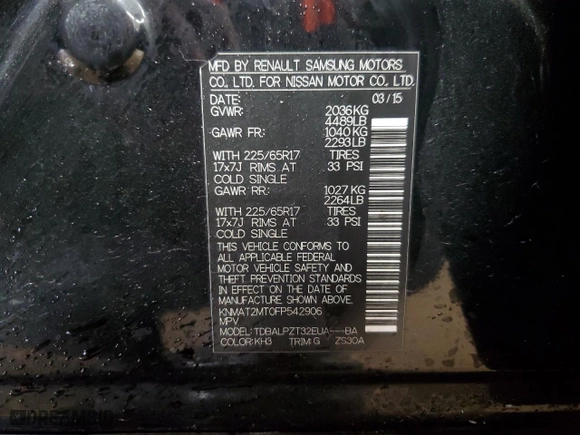 MFD BY RENAULT SAMSUNG MOTORS
CO., LTD. FOR NISSAN MOTOR CO., LTD.
DATE: 03/15
GVWR: 2036KG
4489LB
GAWR FR: 1040KG
2293LB
WITH 225/65R17 TIRES
17x7J RIMS AT 33 PSI
COLD SINGLE
GAWR RR: 1027 KG
2264LB
WITH 225/65R17 TIRES
17x7J RIMS AT 33 PSI
COLD SINGLE
THIS VEHICLE CONFORMS TO
ALL APPLICABLE FEDERAL
MOTOR VEHICLE SAFETY AND
THEFT PREVENTION STANDARDS
IN EFFECT ON THE DATE OF
MANUFACTURE SHOWN ABOVE.
KNMAT2MT0FP542906
MPV
MODEL: TDBALPZT32EUA----BA
COLOR:KH3 TRIM:G ZS30A
DREAMBID